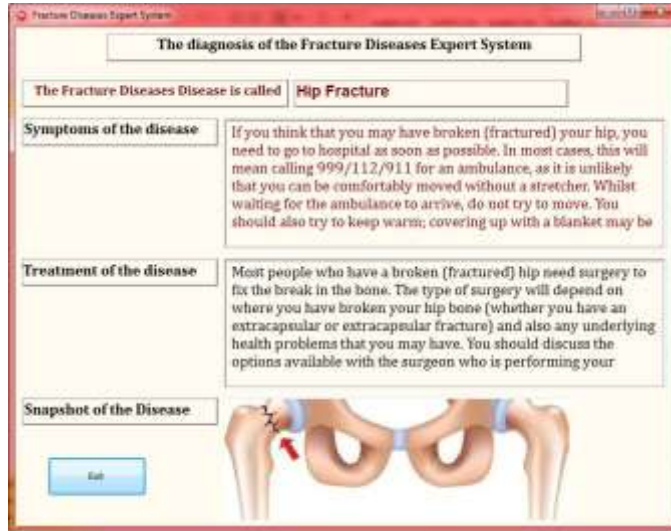 Fracture Diseases Expert System
The diagnosis of the Fracture Diseases Expert System
The Fracture Diseases Disease is called
Hip Fracture
Symptoms of the disease
If you think that you may have broken (fractured) your hip, you
need to go to hospital as soon as possible. In most cases, this will
mean calling 999/112/911 for an ambulance, as it is unlikely
that you can be comfortably moved without a stretcher. Whilst
waiting for the ambulance to arrive, do not try to move. You
should also try to keep warm; covering up with a blanket may be
Treatment of the disease
Most people who have a broken (fractured) hip need surgery to
fix the break in the bone. The type of surgery will depend on
where you have broken your hip bone (whether you have an
extracapsular or extracapsular fracture) and also any underlying
health problems that you may have. You should discuss the
options available with the surgeon who is performing your
Snapshot of the Disease
Exit